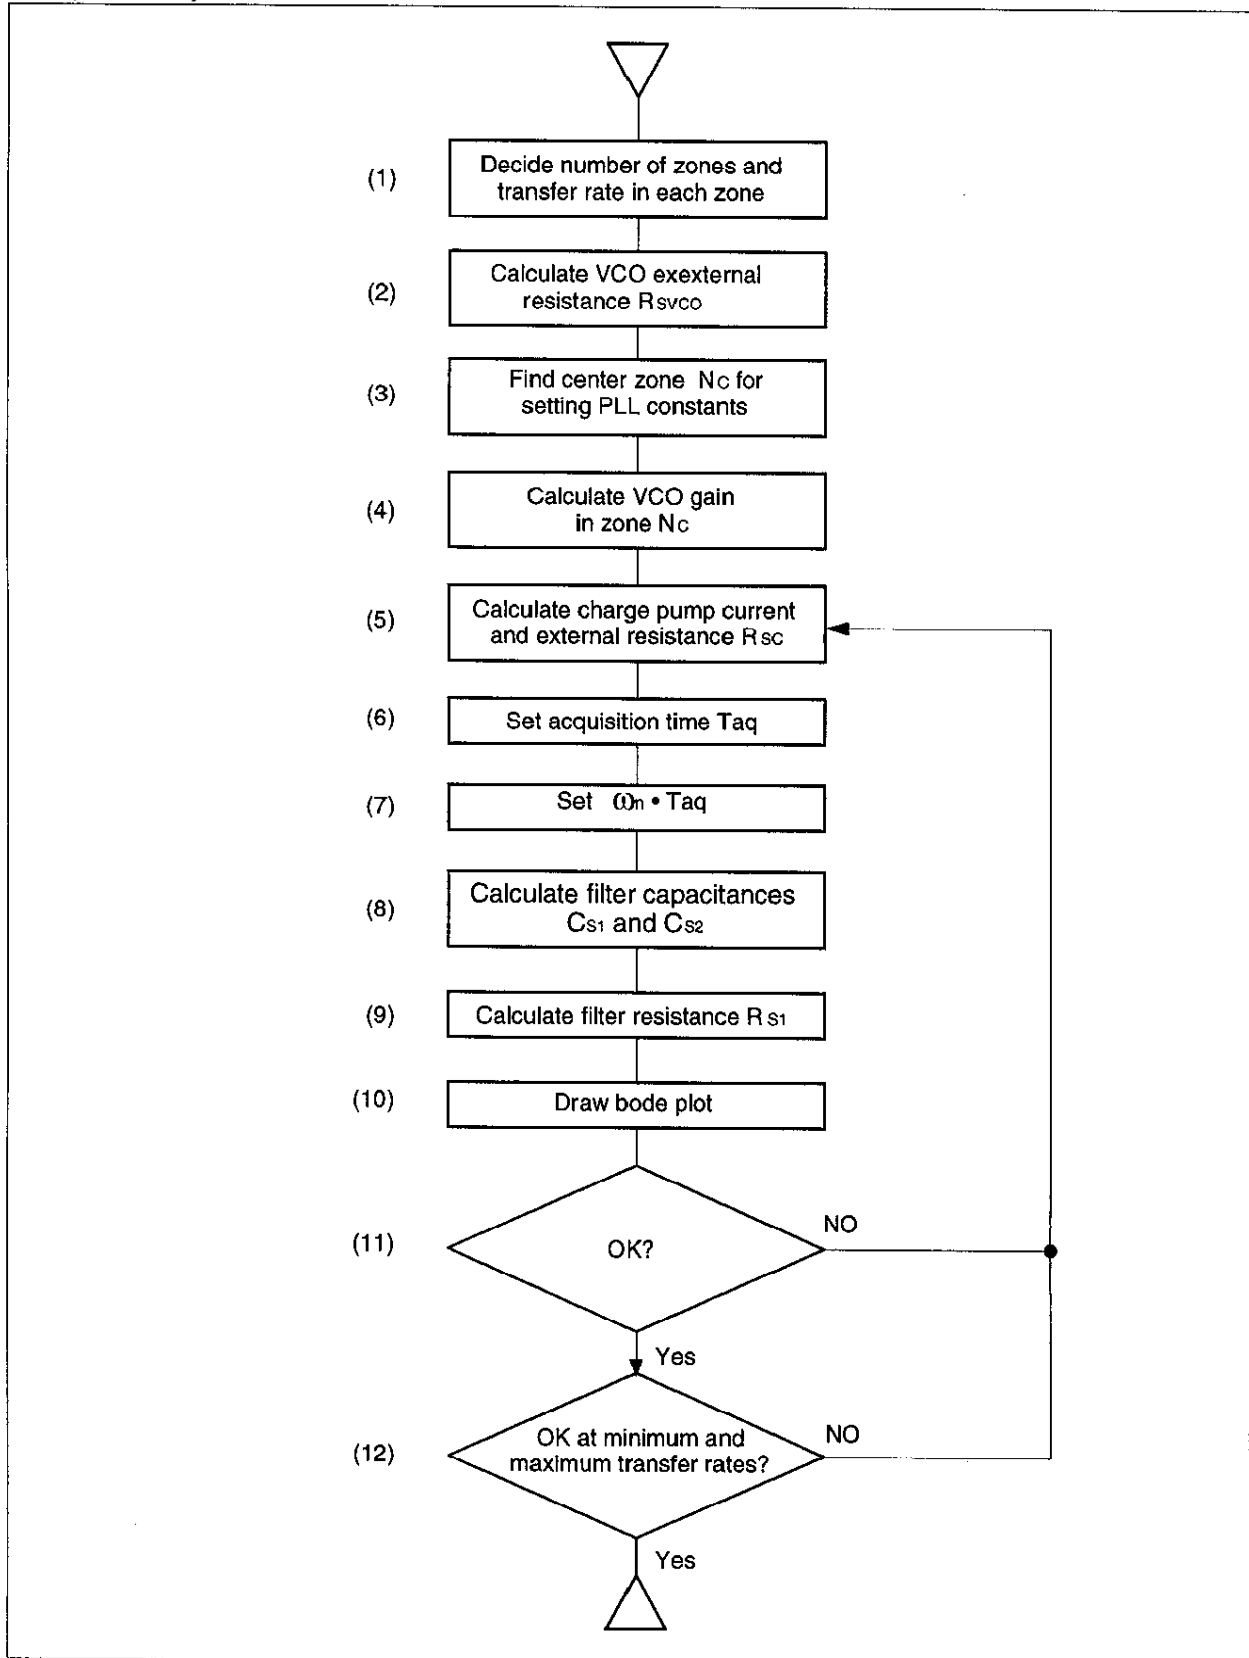 (1)
Decide number of zones and
transfer rate in each zone
(2)
Calculate VCO exexternal
resistance RSVCO
(3)
Find center zone NC for
setting PLL constants
(4)
Calculate VCO gain
in zone NC
(5)
Calculate charge pump current
and external resistance RSC
(6)
Set acquisition time Taq
(7)
Set ωn • Taq
(8)
Calculate filter capacitances
CS1 and CS2
(9)
Calculate filter resistance RS1
(10)
Draw bode plot
(11)
OK?
NO
Yes
(12)
OK at minimum and
maximum transfer rates?
NO
Yes